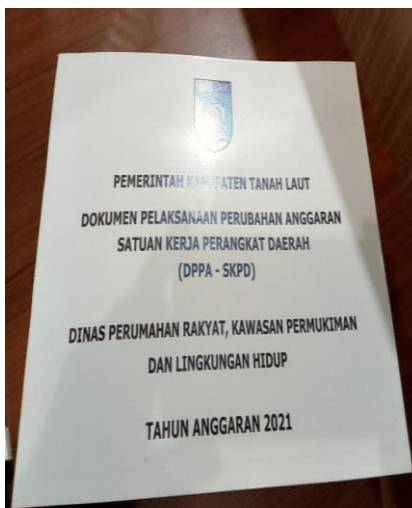 PEMERINTAH KABUPATEN TANAH LAUT
DOKUMEN PELAKSANAAN PERUBAHAN ANGGARAN
SATUAN KERJA PERANGKAT DAERAH
(DPPA - SKPD)
DINAS PERUMAHAN RAKYAT, KAWASAN PERMUKIMAN
DAN LINGKUNGAN HIDUP
TAHUN ANGGARAN 2021